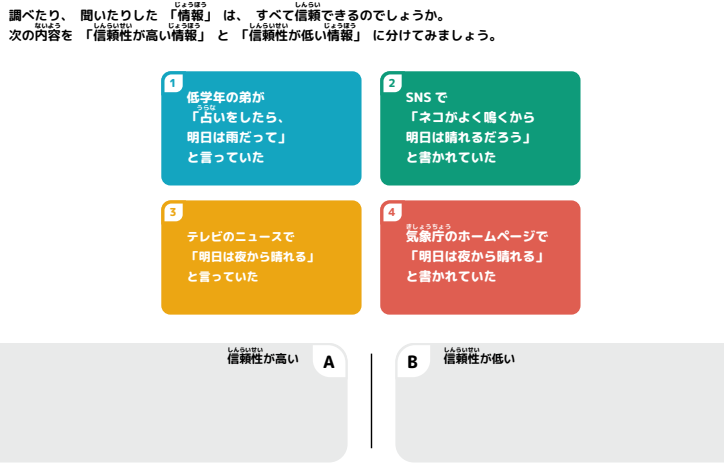 調べたり、 聞いたりした 「情報」 は、 すべて信頼できるのでしょうか。
次の内容を 「信頼性が高い情報」 と 「信頼性が低い情報」 に分けてみましょう。
1
低学年の弟が
「占いをしたら、
明日は雨だって」
と言っていた
2
SNS で
「ネコがよく鳴くから
明日は晴れるだろう」
と書かれていた
3
テレビのニュースで
「明日は夜から晴れる」
と言っていた
4
気象庁のホームページで
「明日は夜から晴れる」
と書かれていた
信頼性が高い A
B 信頼性が低い